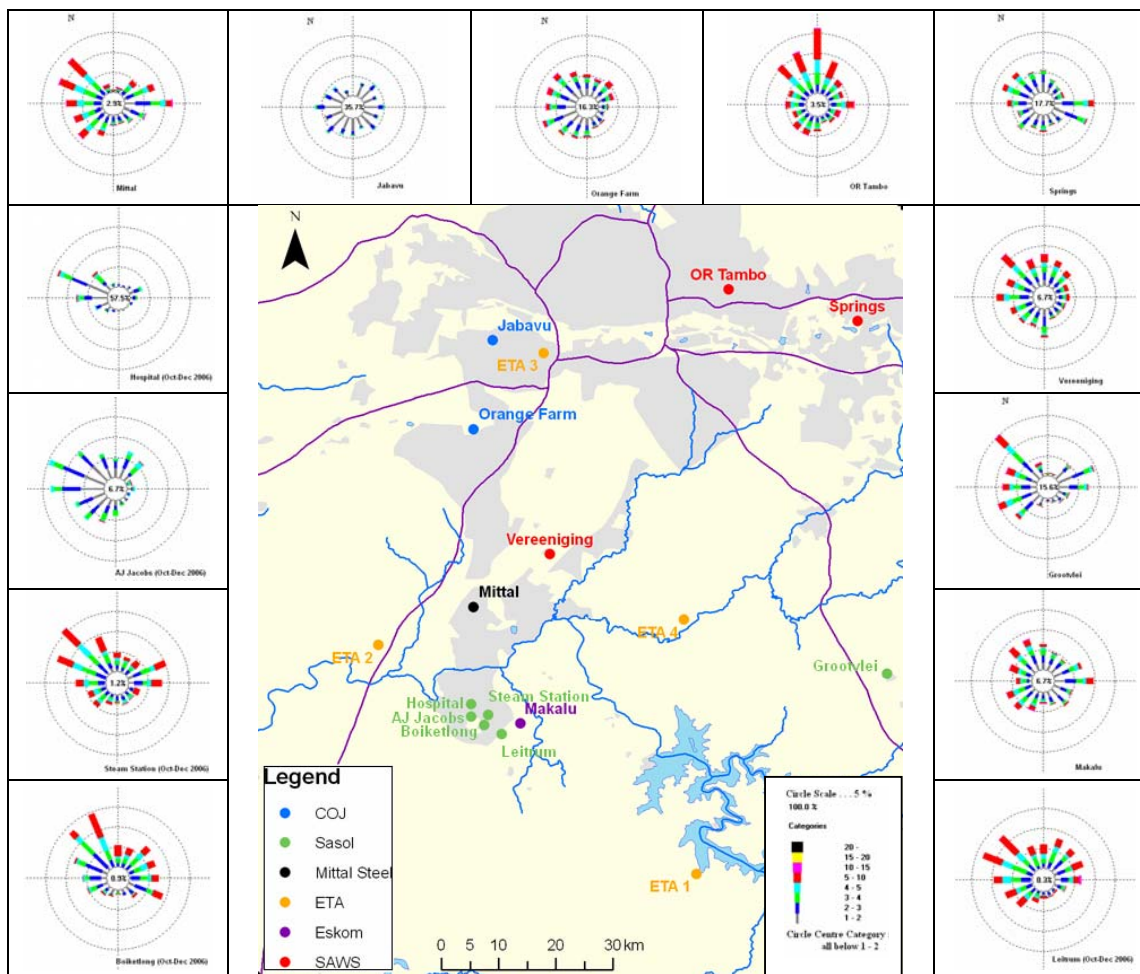 N
2.9%
Mittal
35.7%
Jabavu
N
16.3%
Orange Farm
3.5%
OR Tambo
N
17.7%
Springs
57.5%
Hospital (Oct-Dec 2006)
6.7%
AJ Jacobs (Oct-Dec 2006)
1.2%
Steam Station (Oct-Dec 2006)
0.9%
Boiketlong (Oct-Dec 2006)
N
OR Tambo
Springs
Jabavu
ETA 3
Orange Farm
Vereeniging
Mittal
ETA 2
ETA 4
Grootvlei
Hospital
Steam Station
AJ Jacobs
Makalu
Boiketlong
Leitrum
ETA 1
Legend
COJ
Sasol
Mittal Steel
ETA
Eskom
SAWS
0 5 10 20 30 km
Circle Scale . . . 5 %
100.0 %
Categories
20 -
15 - 20
10 - 15
5 - 10
4 - 5
3 - 4
2 - 3
1 - 2
Circle Centre Category :
all below 1 - 2
6.7%
Vereeniging
N
15.6%
Grootvlei
6.7%
Makalu
0.3%
Leitrum (Oct-Dec 2006)